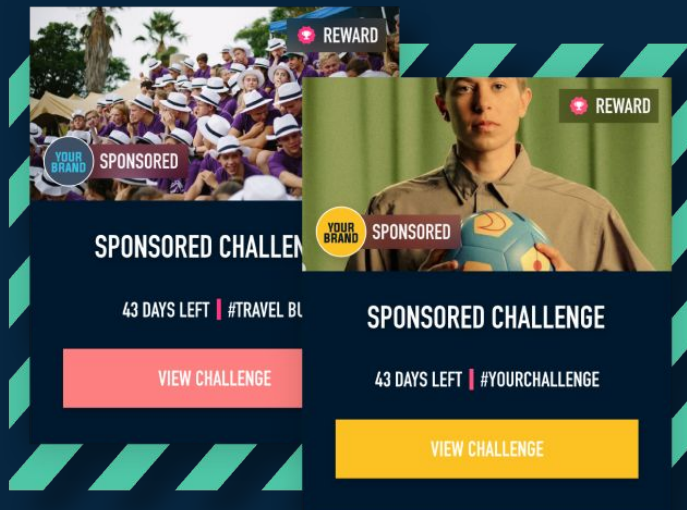 REWARD
YOUR
BRAND
SPONSORED
SPONSORED CHALLEN
43 DAYS LEFT
#TRAVEL BU
VIEW CHALLENGE
REWARD
YOUR
BRAND
SPONSORED
SPONSORED CHALLENGE
43 DAYS LEFT
#YOURCHALLENGE
VIEW CHALLENGE